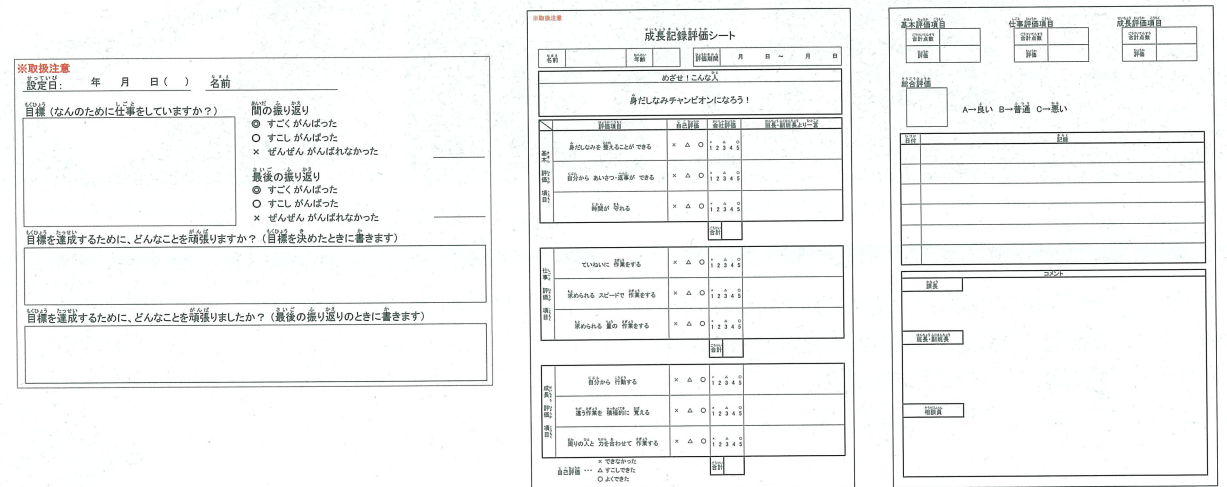 ※取扱注意
設定日: 年 月 日( ) 名前
目標(なんのために仕事をしていますか?)
間の振り返り
◎ すごくがんばった
○ すこしがんばった
× ぜんぜんがんばれなかった
最後の振り返り
◎ すごくがんばった
○ すこしがんばった
× ぜんぜんがんばれなかった
目標を達成するために、どんなことを頑張りますか?(目標を決めたときに書きます)
目標を達成するために、どんなことを頑張りましたか?(最後の振り返りのときに書きます)
※取扱注意
成長記録評価シート
名前 年齢 評価期間 月 日 ~ 月 日
めざせ!こんな人
身だしなみチャンピオンになろう!
評価項目 自己評価 会社評価 班長・副班長より一言
基本評価項目
身だしなみを 整えることが できる × △ ○ 1 2 3 4 5
自分から あいさつ・返事が できる × △ ○ 1 2 3 4 5
時間が 守れる × △ ○ 1 2 3 4 5
合計
仕事評価項目
ていねいに 作業をする × △ ○ 1 2 3 4 5
求められる スピードで 作業をする × △ ○ 1 2 3 4 5
求められる 量の 作業をする × △ ○ 1 2 3 4 5
合計
成長評価項目
自分から 行動する × △ ○ 1 2 3 4 5
違う作業を 積極的に 覚える × △ ○ 1 2 3 4 5
周りの人と 力を合わせて 作業する × △ ○ 1 2 3 4 5
合計
自己評価 … × できなかった
△ すこしできた
○ よくできた
基本評価項目 仕事評価項目 成長評価項目
合計点数 合計点数 合計点数
評価 評価 評価
総合評価
A→良い B→普通 C→悪い
日付 記録
コメント
課長
班長・副班長
相談員